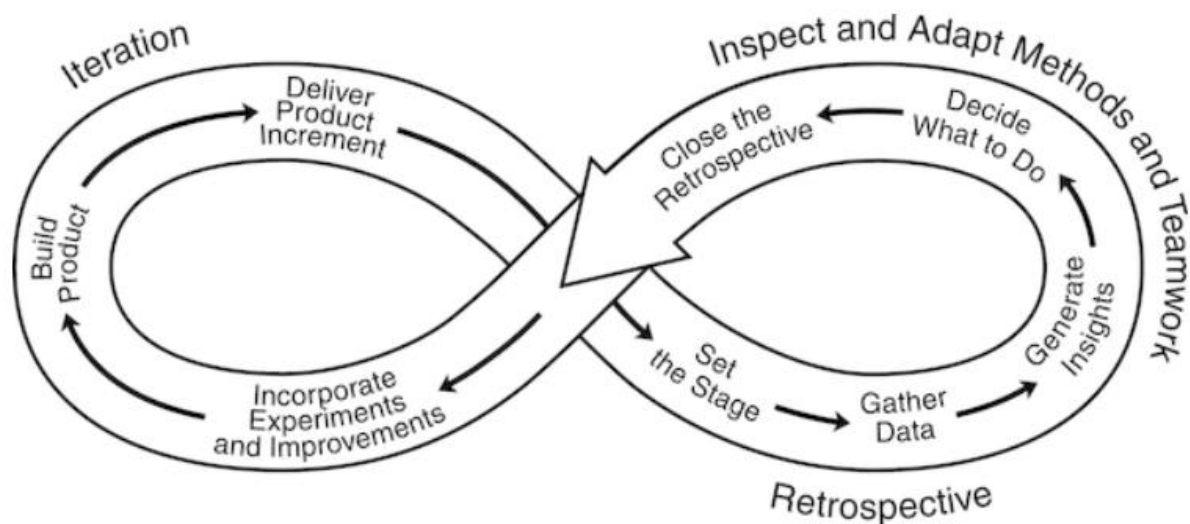 Iteration
Deliver
Product
Increment
Build
Product
Incorporate
Experiments
and Improvements
Inspect and Adapt Methods and Teamwork
Close the
Retrospective
Decide
What to Do
Generate
Insights
Set
the Stage
Gather
Data
Retrospective